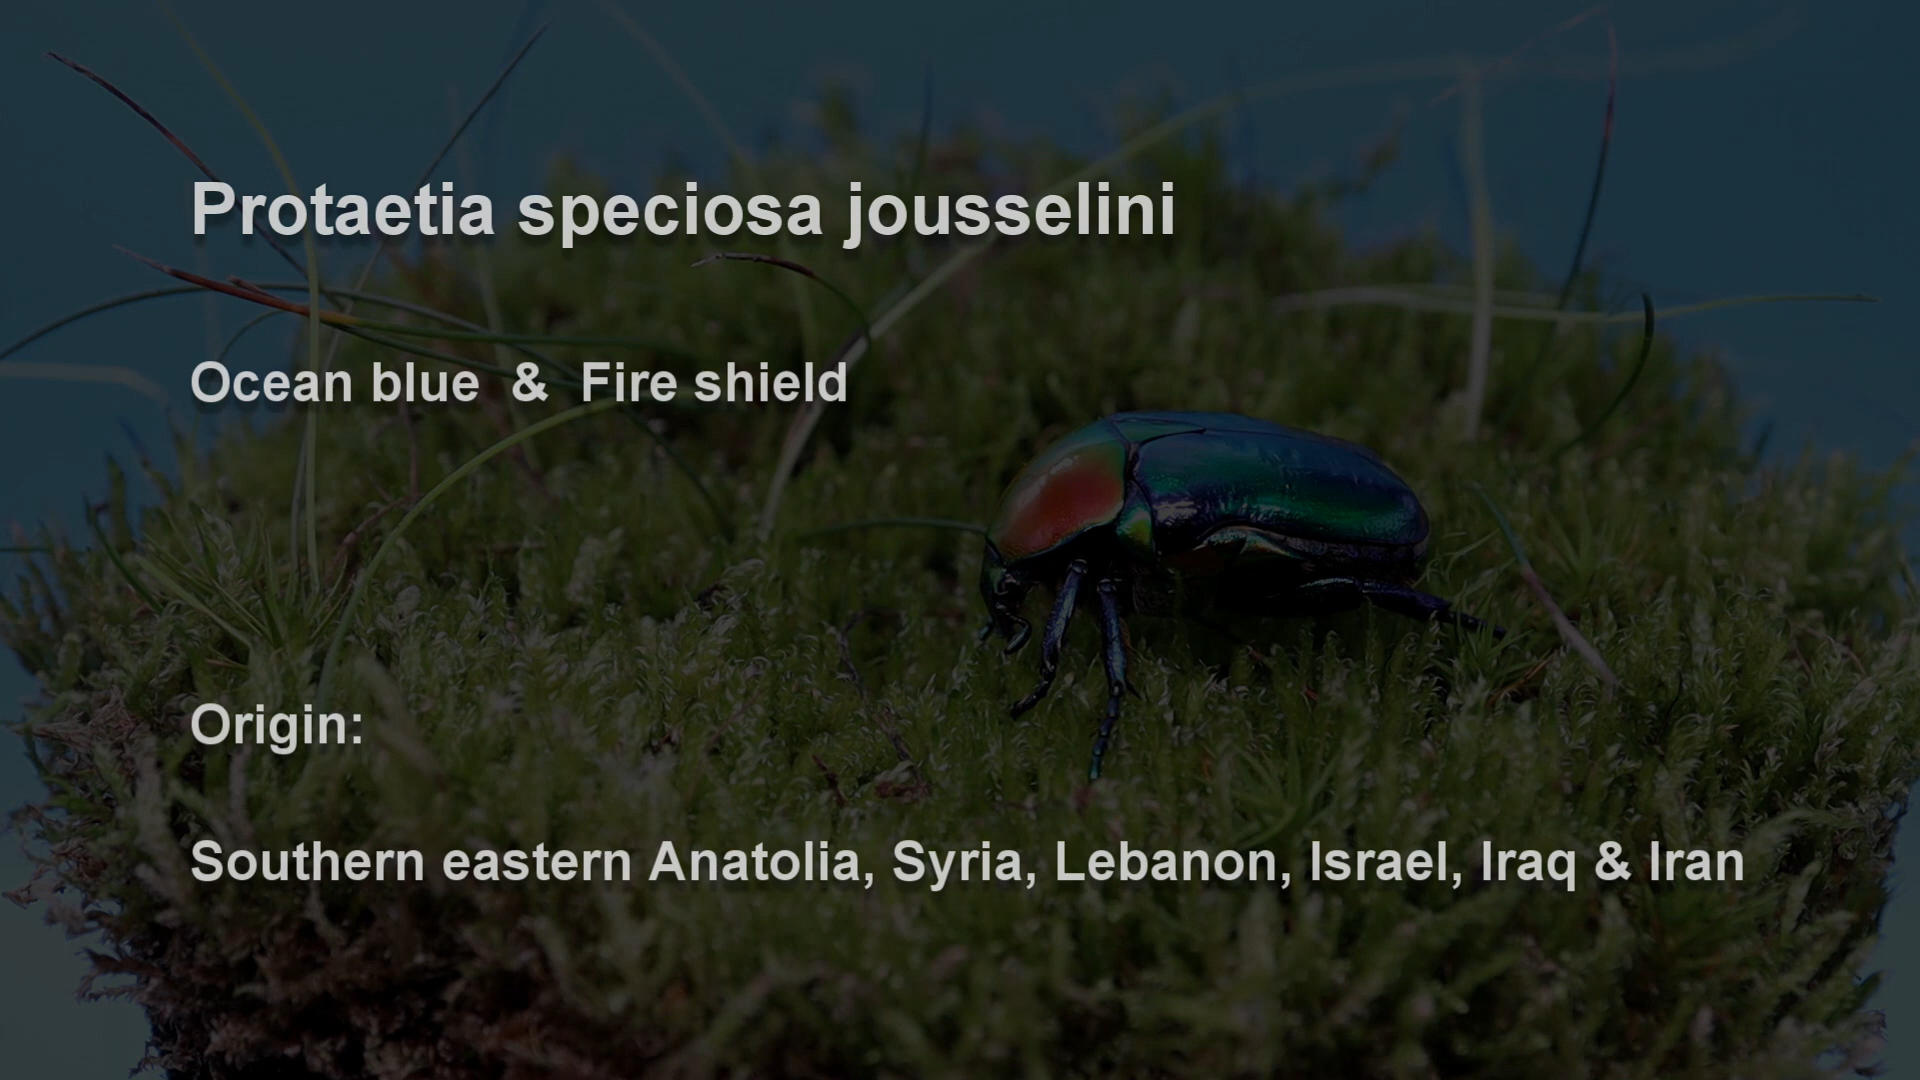 Protaetia speciosa jousselini
Ocean blue & Fire shield
Origin:
Southern eastern Anatolia, Syria, Lebanon, Israel, Iraq & Iran